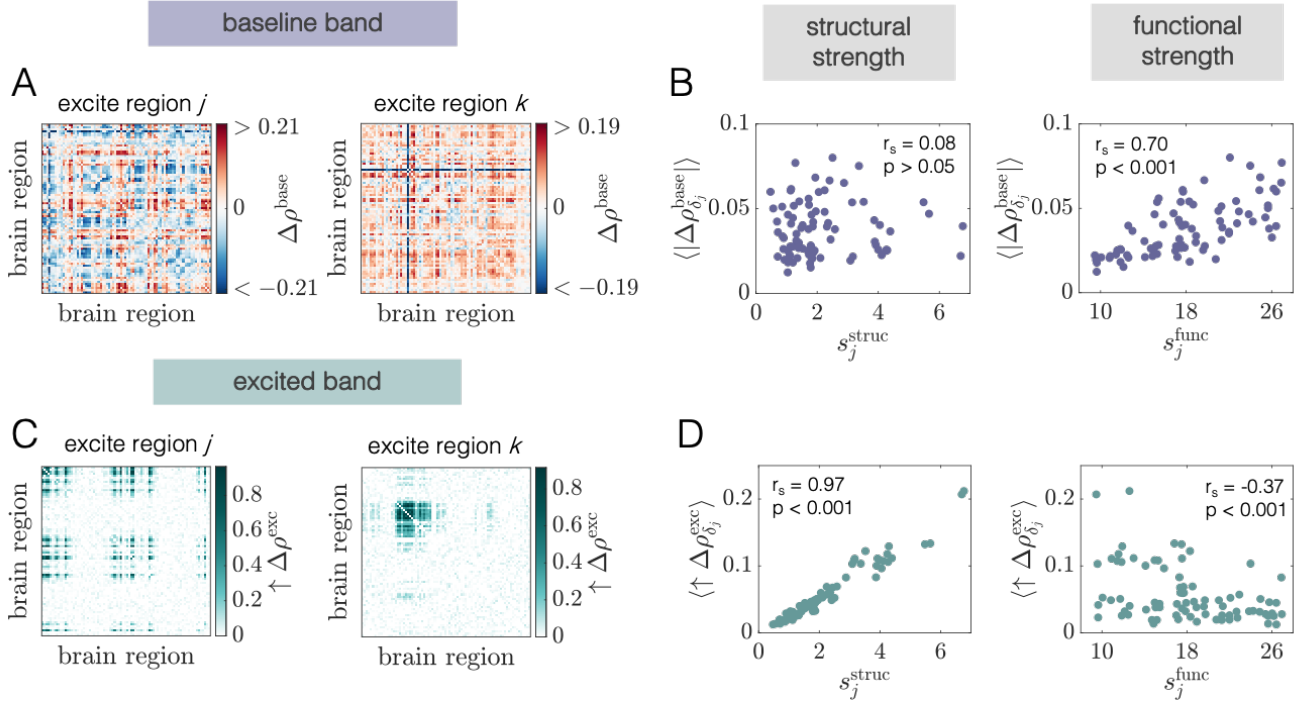 baseline band
structural
strength
functional
strength
A
excite region j
brain region
brain region
> 0.21
0
< −0.21
Δρ^base
excite region k
brain region
> 0.19
0
< −0.19
Δρ^base
B
0.1
0.05
0
⟨|Δρ^base_δj|⟩
r_s = 0.08
p > 0.05
0 2 4 6
s_j^struc
0.1
0.05
0
⟨|Δρ^base_δj|⟩
r_s = 0.70
p < 0.001
10 18 26
s_j^func
excited band
C
excite region j
brain region
brain region
0.8
0.6
0.4
0.2
0
↑ Δρ^exc
excite region k
brain region
brain region
0.8
0.6
0.4
0.2
0
↑ Δρ^exc
D
0.2
0.1
0
⟨↑ Δρ^exc_δj⟩
r_s = 0.97
p < 0.001
0 2 4 6
s_j^struc
0.2
0.1
0
⟨↑ Δρ^exc_δj⟩
r_s = -0.37
p < 0.001
10 18 26
s_j^func